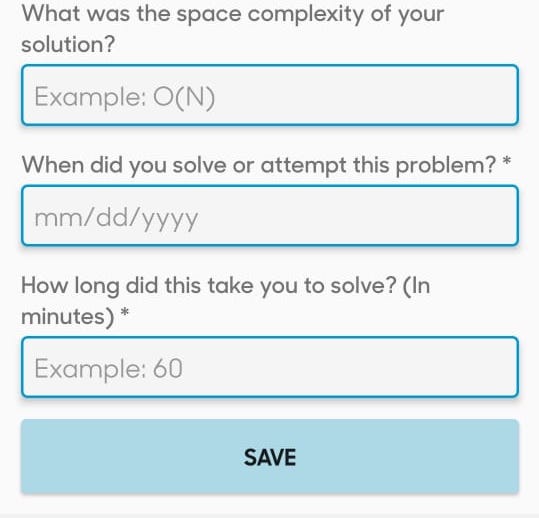 What was the space complexity of your
solution?
Example: O(N)
When did you solve or attempt this problem? *
mm/dd/yyyy
How long did this take you to solve? (In
minutes) *
Example: 60
SAVE